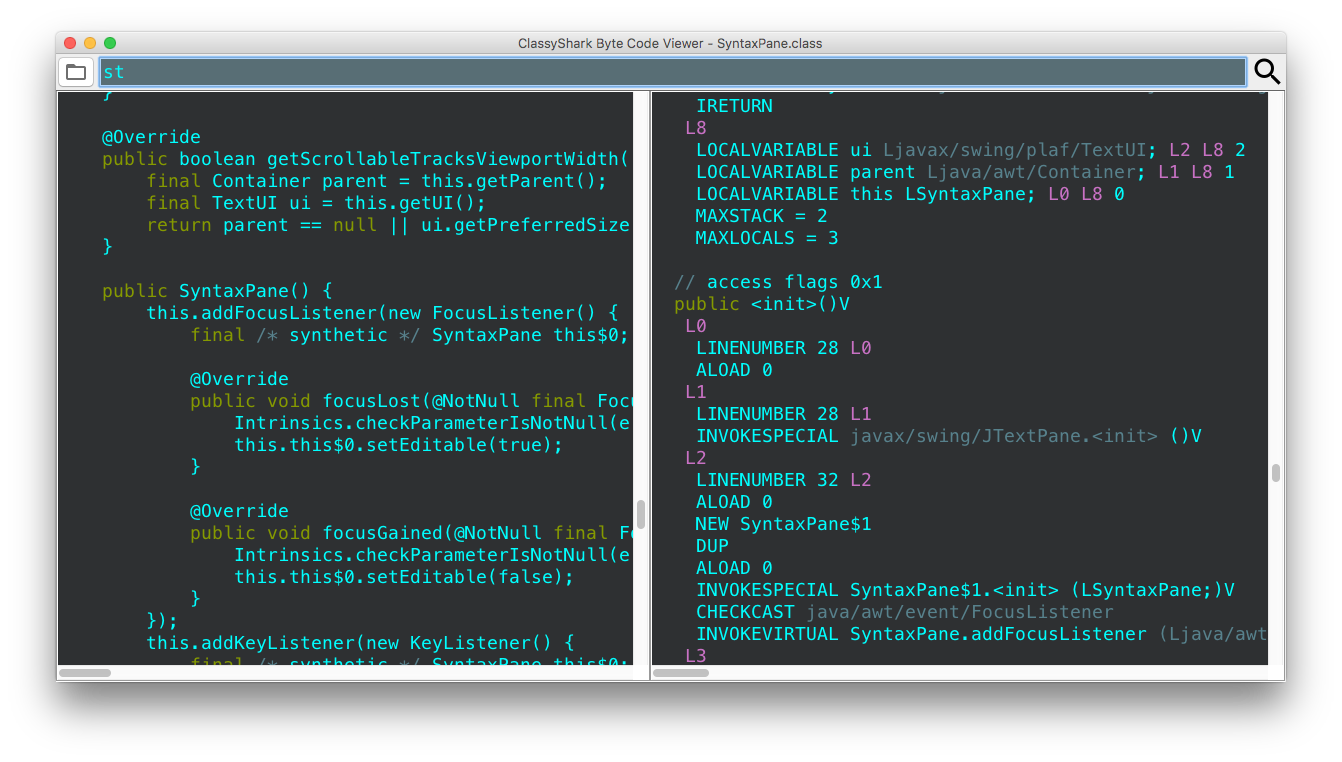 ClassyShark Byte Code Viewer - SyntaxPane.class
st
}
@Override
public boolean getScrollableTracksViewportWidth(
final Container parent = this.getParent();
final TextUI ui = this.getUI();
return parent == null || ui.getPreferredSize
}
public SyntaxPane() {
this.addFocusListener(new FocusListener() {
final /* synthetic */ SyntaxPane this$0;
@Override
public void focusLost(@NotNull final Focu
Intrinsics.checkParameterIsNotNull(e
this.this$0.setEditable(true);
}
@Override
public void focusGained(@NotNull final Fo
Intrinsics.checkParameterIsNotNull(e
this.this$0.setEditable(false);
}
});
this.addKeyListener(new KeyListener() {
final /* synthetic */ SyntaxPane this$0;
IRETURN
L8
LOCALVARIABLE ui Ljavax/swing/plaf/TextUI; L2 L8 2
LOCALVARIABLE parent Ljava/awt/Container; L1 L8 1
LOCALVARIABLE this LSyntaxPane; L0 L8 0
MAXSTACK = 2
MAXLOCALS = 3
// access flags 0x1
public <init>()V
L0
LINENUMBER 28 L0
ALOAD 0
L1
LINENUMBER 28 L1
INVOKESPECIAL javax/swing/JTextPane.<init> ()V
L2
LINENUMBER 32 L2
ALOAD 0
NEW SyntaxPane$1
DUP
ALOAD 0
INVOKESPECIAL SyntaxPane$1.<init> (LSyntaxPane;)V
CHECKCAST java/awt/event/FocusListener
INVOKEVIRTUAL SyntaxPane.addFocusListener (Ljava/awt
L3